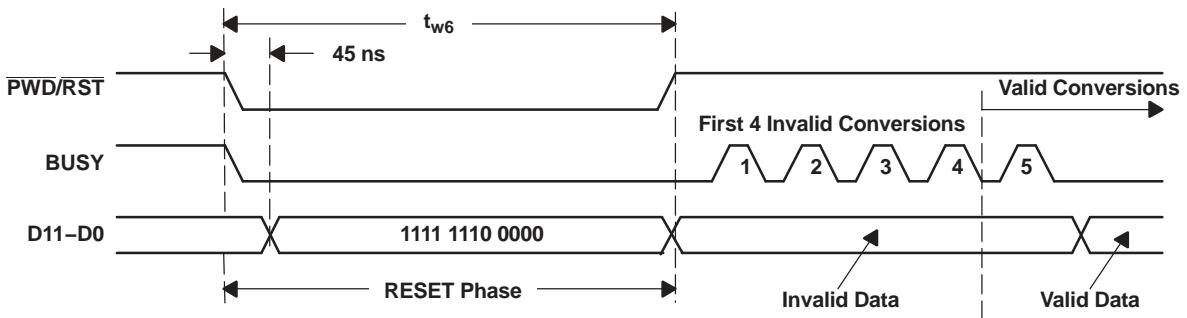 tw6
45 ns
PWD/RST
Valid Conversions
First 4 Invalid Conversions
BUSY
1 2 3 4 5
D11–D0
1111 1110 0000
RESET Phase
Invalid Data
Valid Data